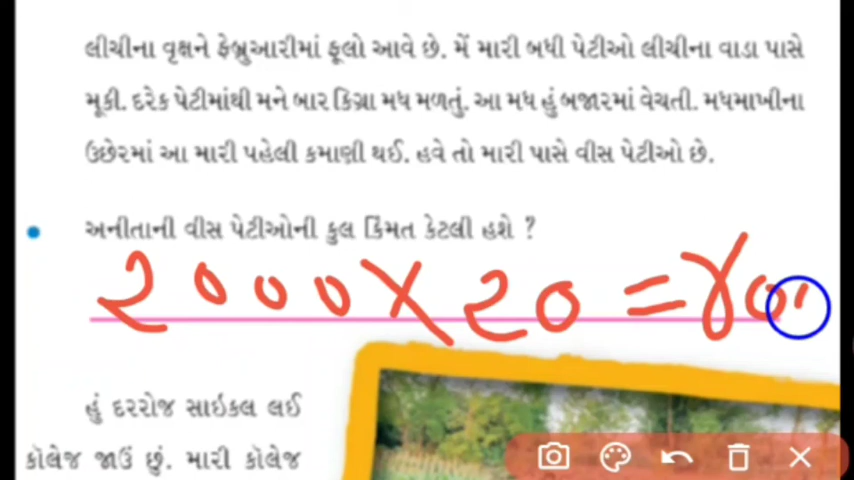 લીચીના વૃક્ષને ફેબ્રુઆરીમાં ફૂલો આવે છે. મેં મારી બધી પેટીઓ લીચીના વાડા પાસે
મૂકી. દરેક પેટીમાંથી મને બાર કિગ્રા મધ મળતું. આ મધ હું બજારમાં વેચતી. મધમાખીના
ઉછેરમાં આ મારી પહેલી કમાણી થઈ. હવે તો મારી પાસે વીસ પેટીઓ છે.
• અનીતાની વીસ પેટીઓની કુલ કિંમત કેટલી હશે ?
૨૦૦૦ × ૨૦ = ૪૦
હું દરરોજ સાઇકલ લઈ
કૉલેજ જાઉં છું. મારી કૉલેજ